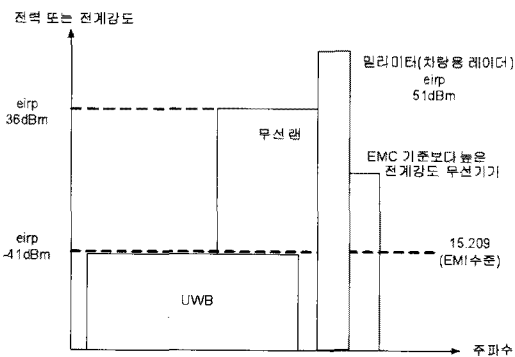 전력 또는 전계강도
밀리미터(차량용 레이더)
eirp
51dBm
eirp
36dBm
무선랜
EMC 기준보다 높은
전계강도 무선기기
eirp
-41dBm
15.209
(EMI수준)
UWB
주파수